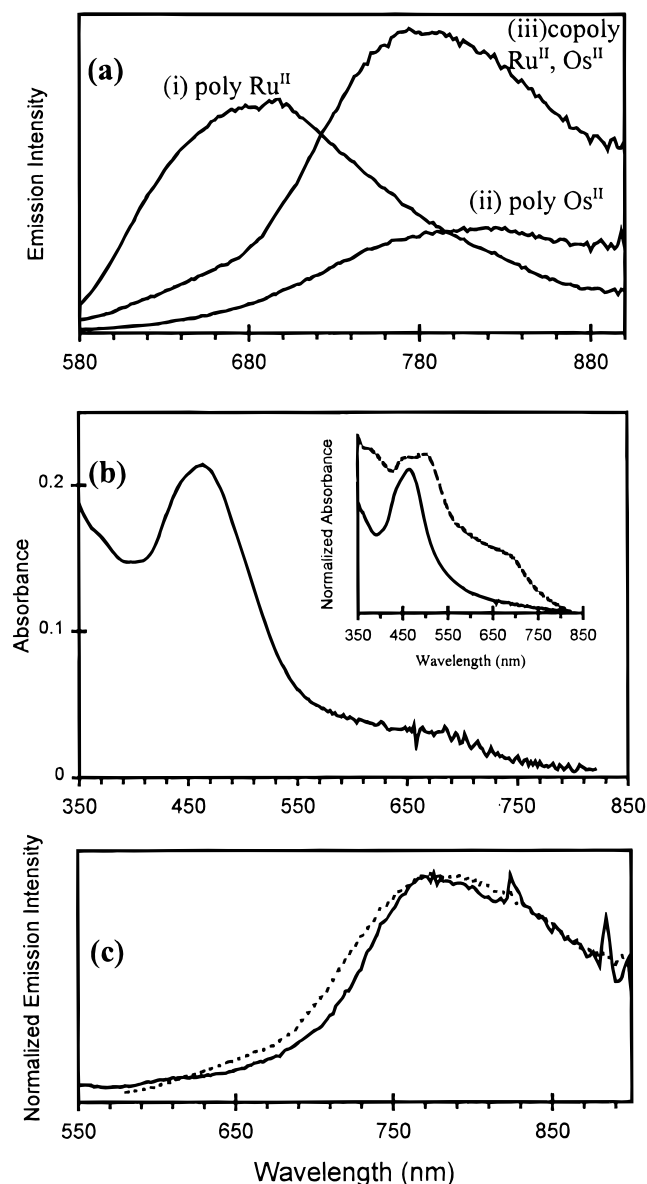 (a)
(iii)copoly
Ru^II, Os^II
(i) poly Ru^II
(ii) poly Os^II
Emission Intensity
580 680 780 880
(b)
0.2
0.1
0
Absorbance
350 450 550 650 750 850
Normalized Absorbance
350 450 550 650 750 850
Wavelength (nm)
(c)
Normalized Emission Intensity
550 650 750 850
Wavelength (nm)